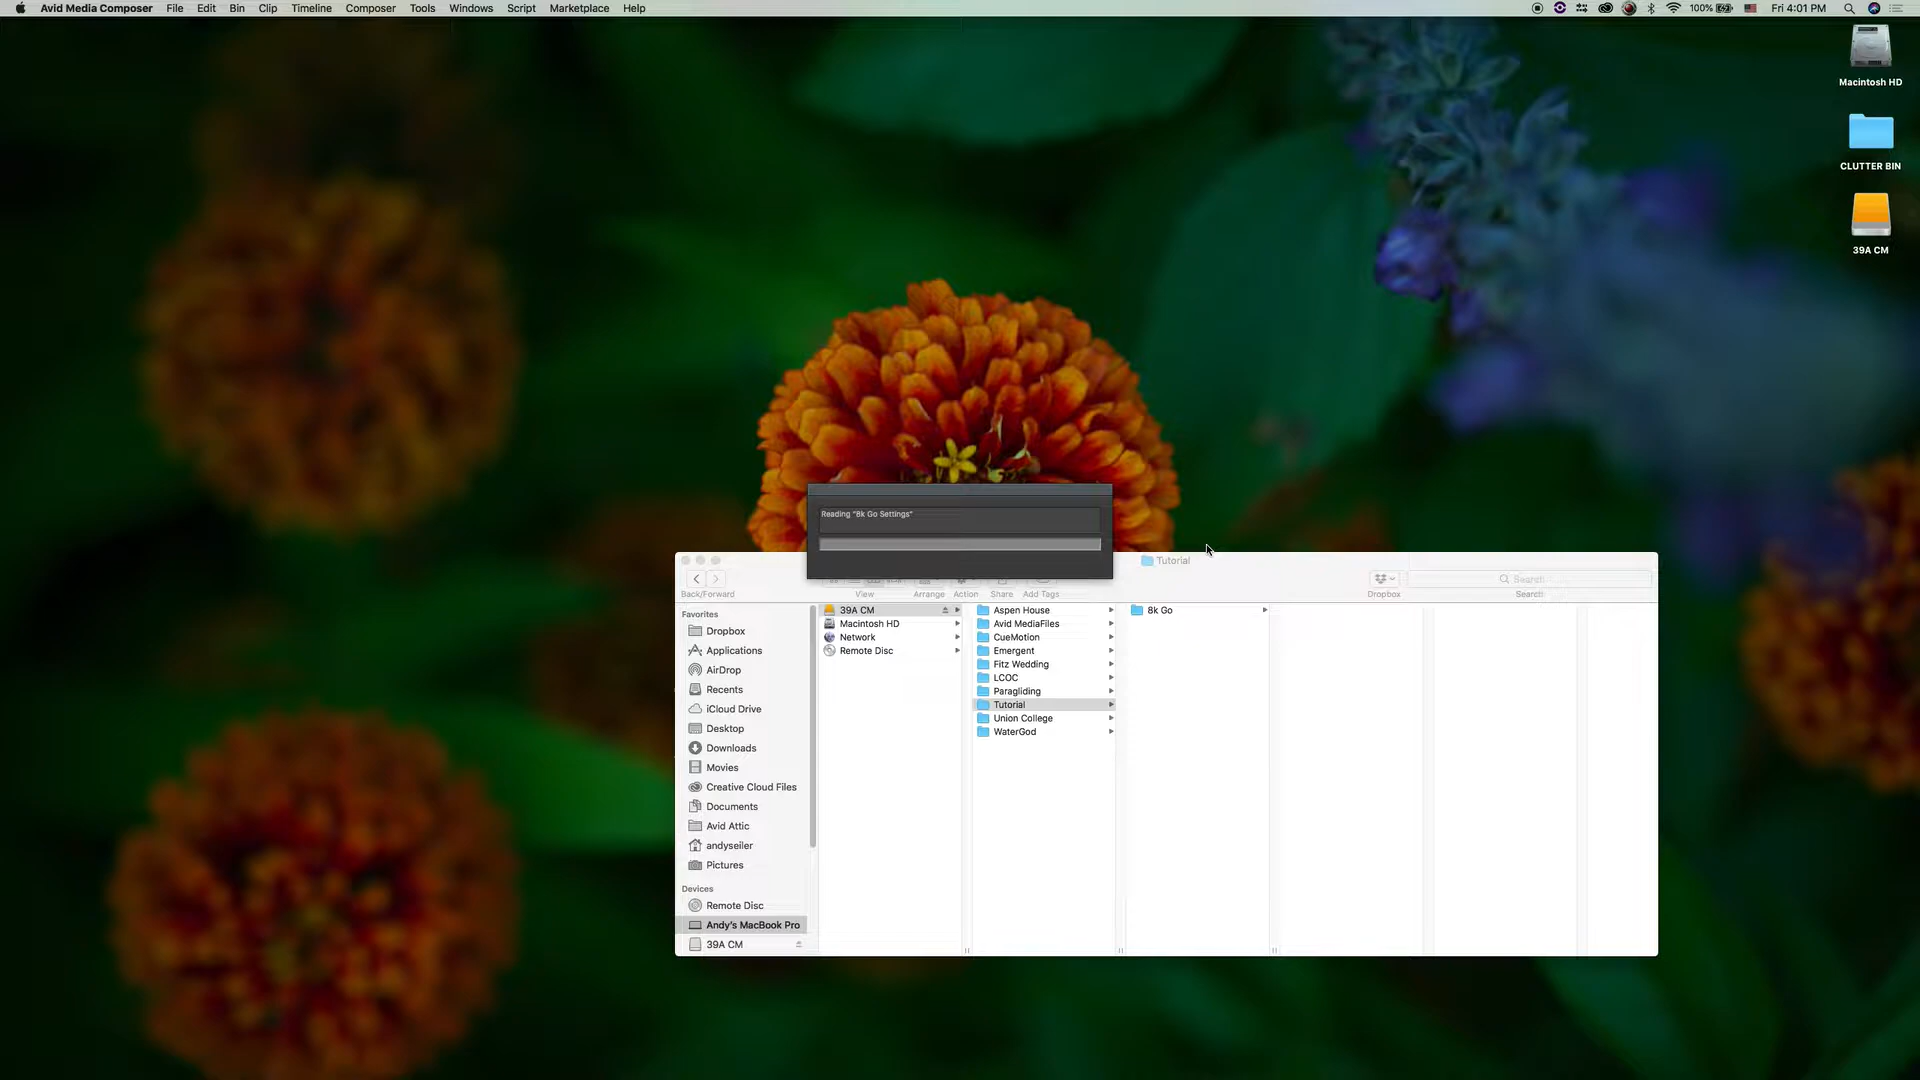 Avid Media Composer File Edit Bin Clip Timeline Composer Tools Windows Script Marketplace Help 100% Fri 4:01 PM
Macintosh HD
CLUTTER BIN
39A CM
Reading "8k Go Settings"
Tutorial
Search
Back/Forward View Arrange Action Share Add Tags Dropbox Search
Favorites
Dropbox
Applications
AirDrop
Recents
iCloud Drive
Desktop
Downloads
Movies
Creative Cloud Files
Documents
Avid Attic
andyseiler
Pictures
Devices
Remote Disc
Andy's MacBook Pro
39A CM
39A CM
Macintosh HD
Network
Remote Disc
Aspen House
Avid MediaFiles
CueMotion
Emergent
Fitz Wedding
LCOC
Paragliding
Tutorial
Union College
WaterGod
8k Go